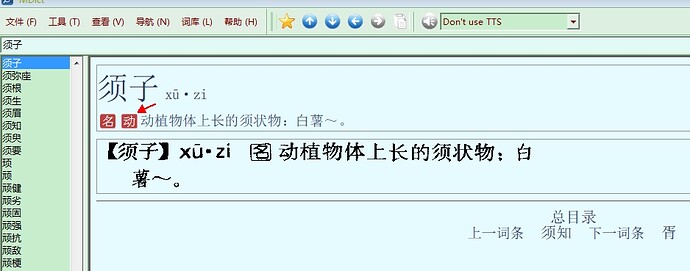 MDict
文件 (F) 工具 (T) 查看 (V) 导航 (N) 词库 (L) 帮助 (H) Don't use TTS
须子
须子
须弥座
须根
须生
须眉
须知
须臾
须要
顼
顽
顽健
顽劣
顽固
顽强
顽抗
顽敌
顽梗
须子 xū·zi
名 动 动植物体上长的须状物：白薯～。
【须子】xū·zi 名 动植物体上长的须状物；白
薯～。
总目录
上一词条 须知 下一词条 胥